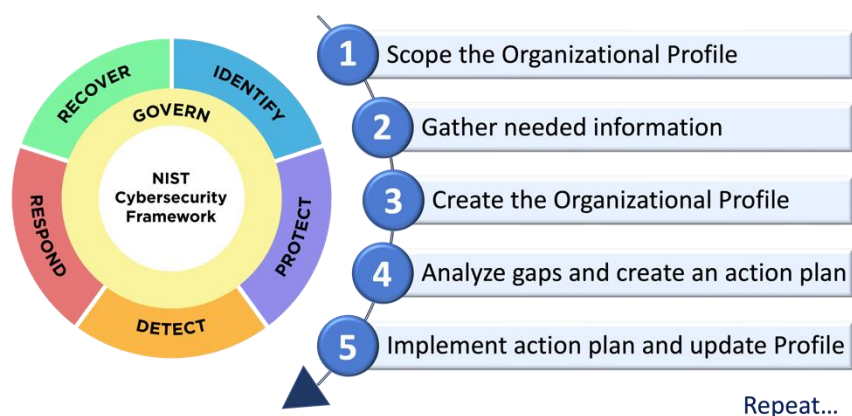 RECOVER
IDENTIFY
GOVERN
NIST
Cybersecurity
Framework
RESPOND
PROTECT
DETECT
1 Scope the Organizational Profile
2 Gather needed information
3 Create the Organizational Profile
4 Analyze gaps and create an action plan
5 Implement action plan and update Profile
Repeat...